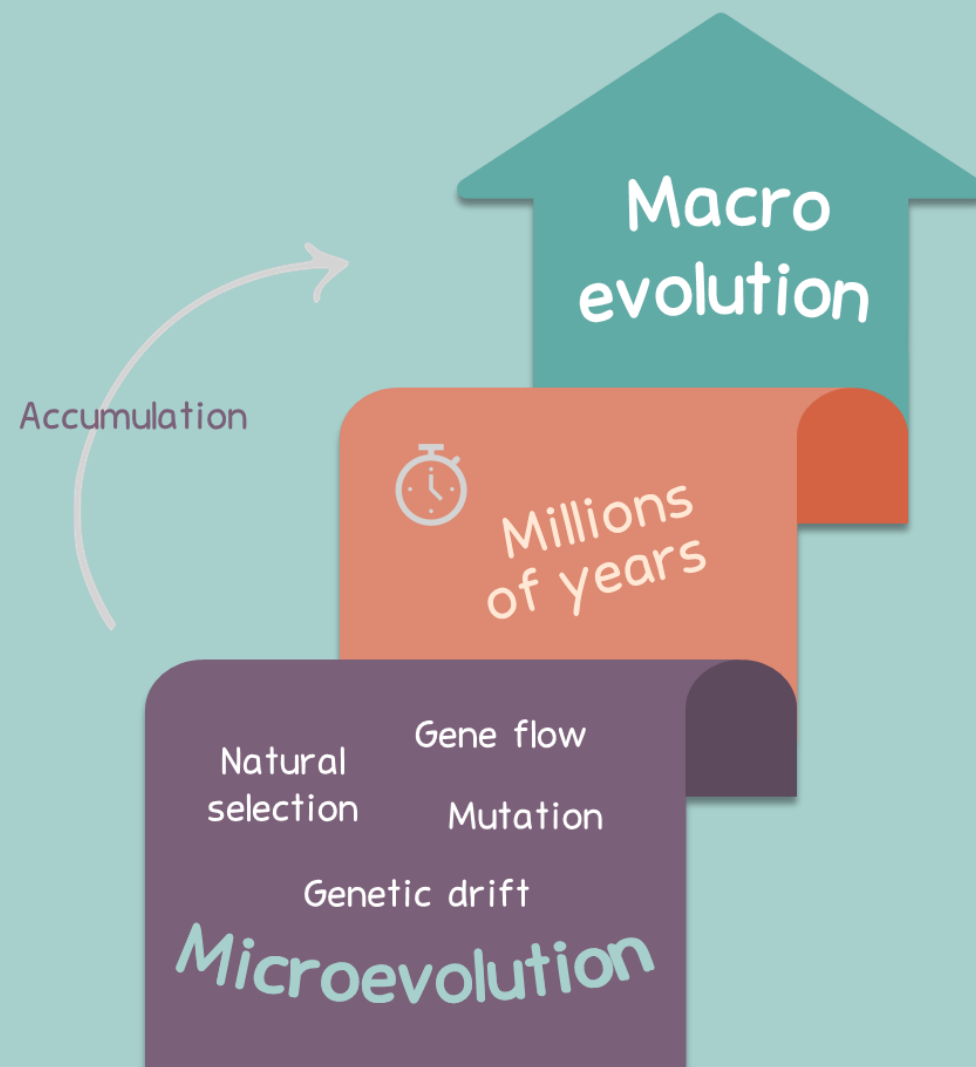 Macro
evolution
Accumulation
Millions
of years
Gene flow
Natural
selection
Mutation
Genetic drift
Microevolution